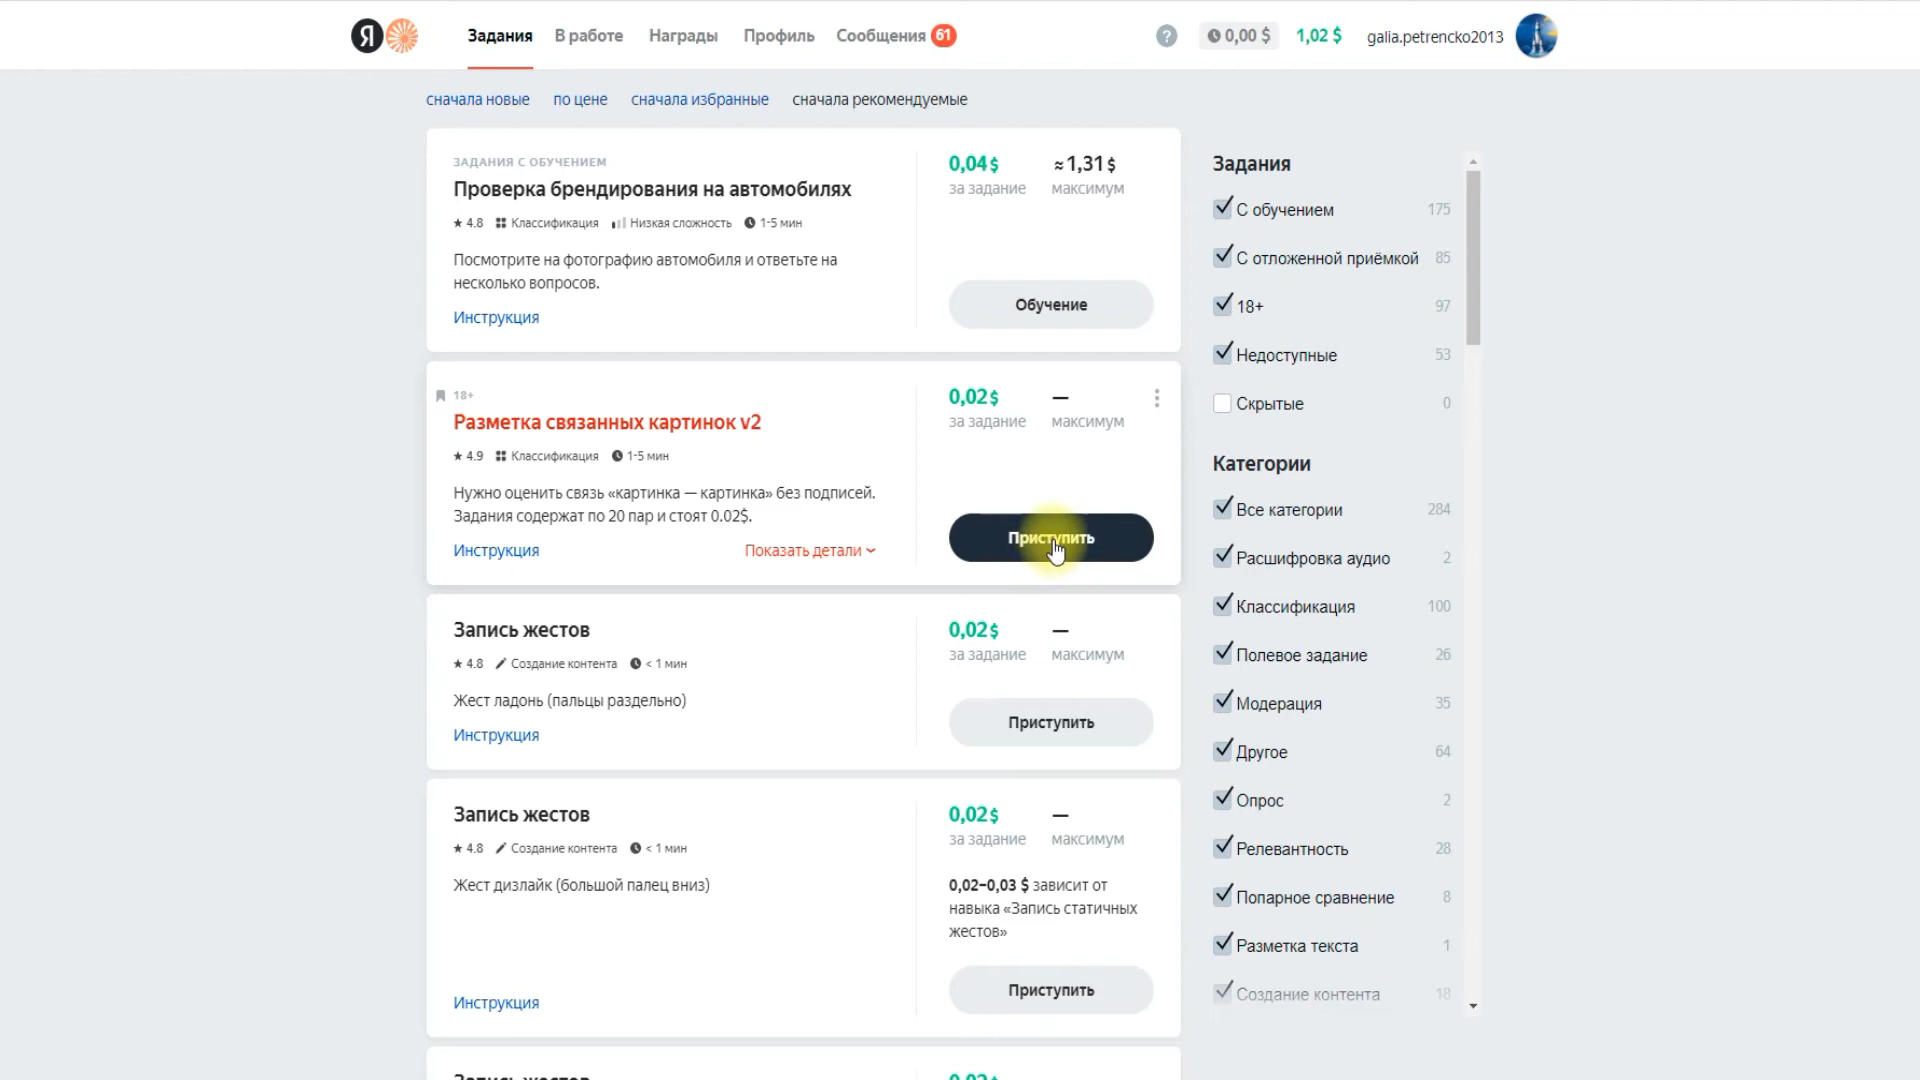 Я
Задания
В работе
Награды
Профиль
Сообщения 61
?
0,00 $
1,02 $
galia.petrencko2013
сначала новые
по цене
сначала избранные
сначала рекомендуемые
ЗАДАНИЯ С ОБУЧЕНИЕМ
Проверка брендирования на автомобилях
4.8 Классификация Низкая сложность 1-5 мин
Посмотрите на фотографию автомобиля и ответьте на
несколько вопросов.
Инструкция
0,04 $
за задание
≈ 1,31 $
максимум
Обучение
18+
Разметка связанных картинок v2
4.9 Классификация 1-5 мин
Нужно оценить связь «картинка — картинка» без подписей.
Задания содержат по 20 пар и стоят 0.02$.
Инструкция
Показать детали
0,02 $
за задание
—
максимум
Приступить
Запись жестов
4.8 Создание контента < 1 мин
Жест ладонь (пальцы раздельно)
Инструкция
0,02 $
за задание
—
максимум
Приступить
Запись жестов
4.8 Создание контента < 1 мин
Жест дизлайк (большой палец вниз)
Инструкция
0,02 $
за задание
—
максимум
0,02–0,03 $ зависит от
навыка «Запись статичных
жестов»
Приступить
Запись жестов
0,02 $
Задания
С обучением 175
С отложенной приёмкой 85
18+ 97
Недоступные 53
Скрытые 0
Категории
Все категории 284
Расшифровка аудио 2
Классификация 100
Полевое задание 26
Модерация 35
Другое 64
Опрос 2
Релевантность 28
Попарное сравнение 8
Разметка текста 1
Создание контента 18